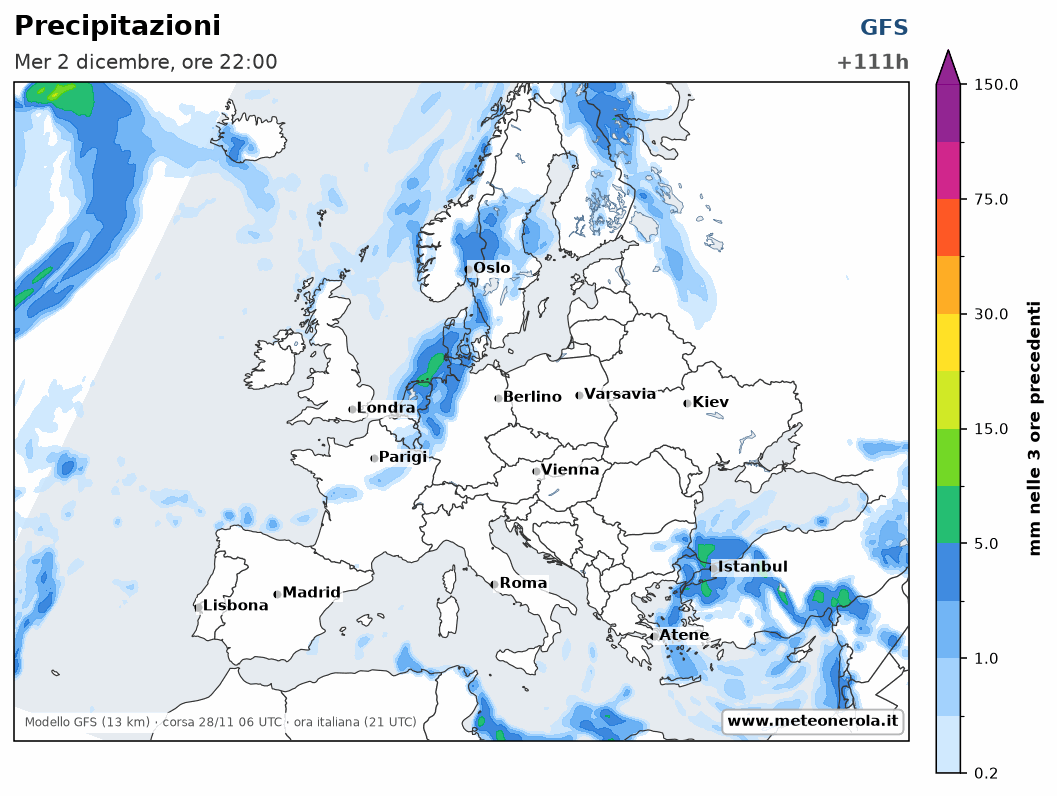 Precipitazioni
GFS
Mer 2 dicembre, ore 22:00
+111h
150.0
75.0
30.0
15.0
5.0
1.0
0.2
mm nelle 3 ore precedenti
Oslo
Berlino
Varsavia
Kiev
Londra
Parigi
Vienna
Istanbul
Roma
Madrid
Lisbona
Atene
Modello GFS (13 km) · corsa 28/11 06 UTC · ora italiana (21 UTC)
www.meteonerola.it